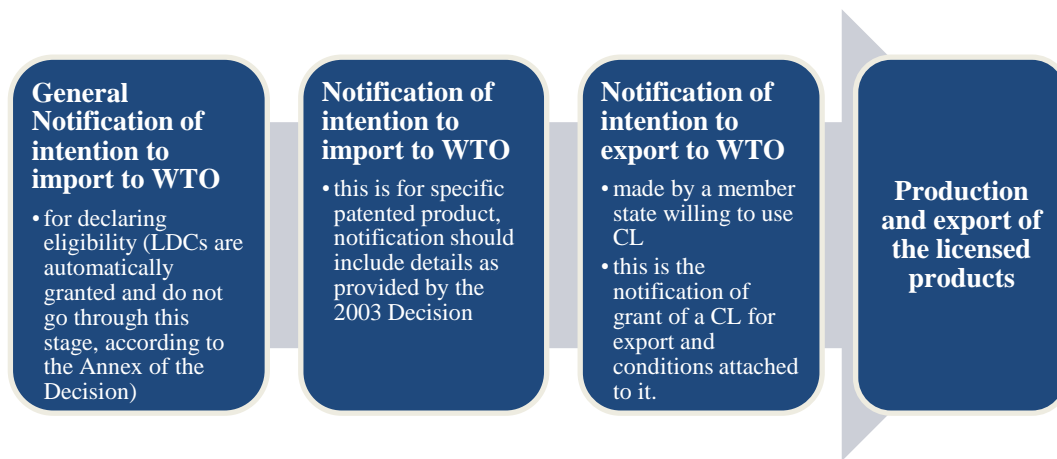 General
Notification of
intention to
import to WTO
• for declaring
eligibility (LDCs are
automatically
granted and do not
go through this
stage, according to
the Annex of the
Decision)
Notification of
intention to
import to WTO
• this is for specific
patented product,
notification should
include details as
provided by the
2003 Decision
Notification of
intention to
export to WTO
• made by a member
state willing to use
CL
• this is the
notification of
grant of a CL for
export and
conditions attached
to it.
Production
and export of
the licensed
products